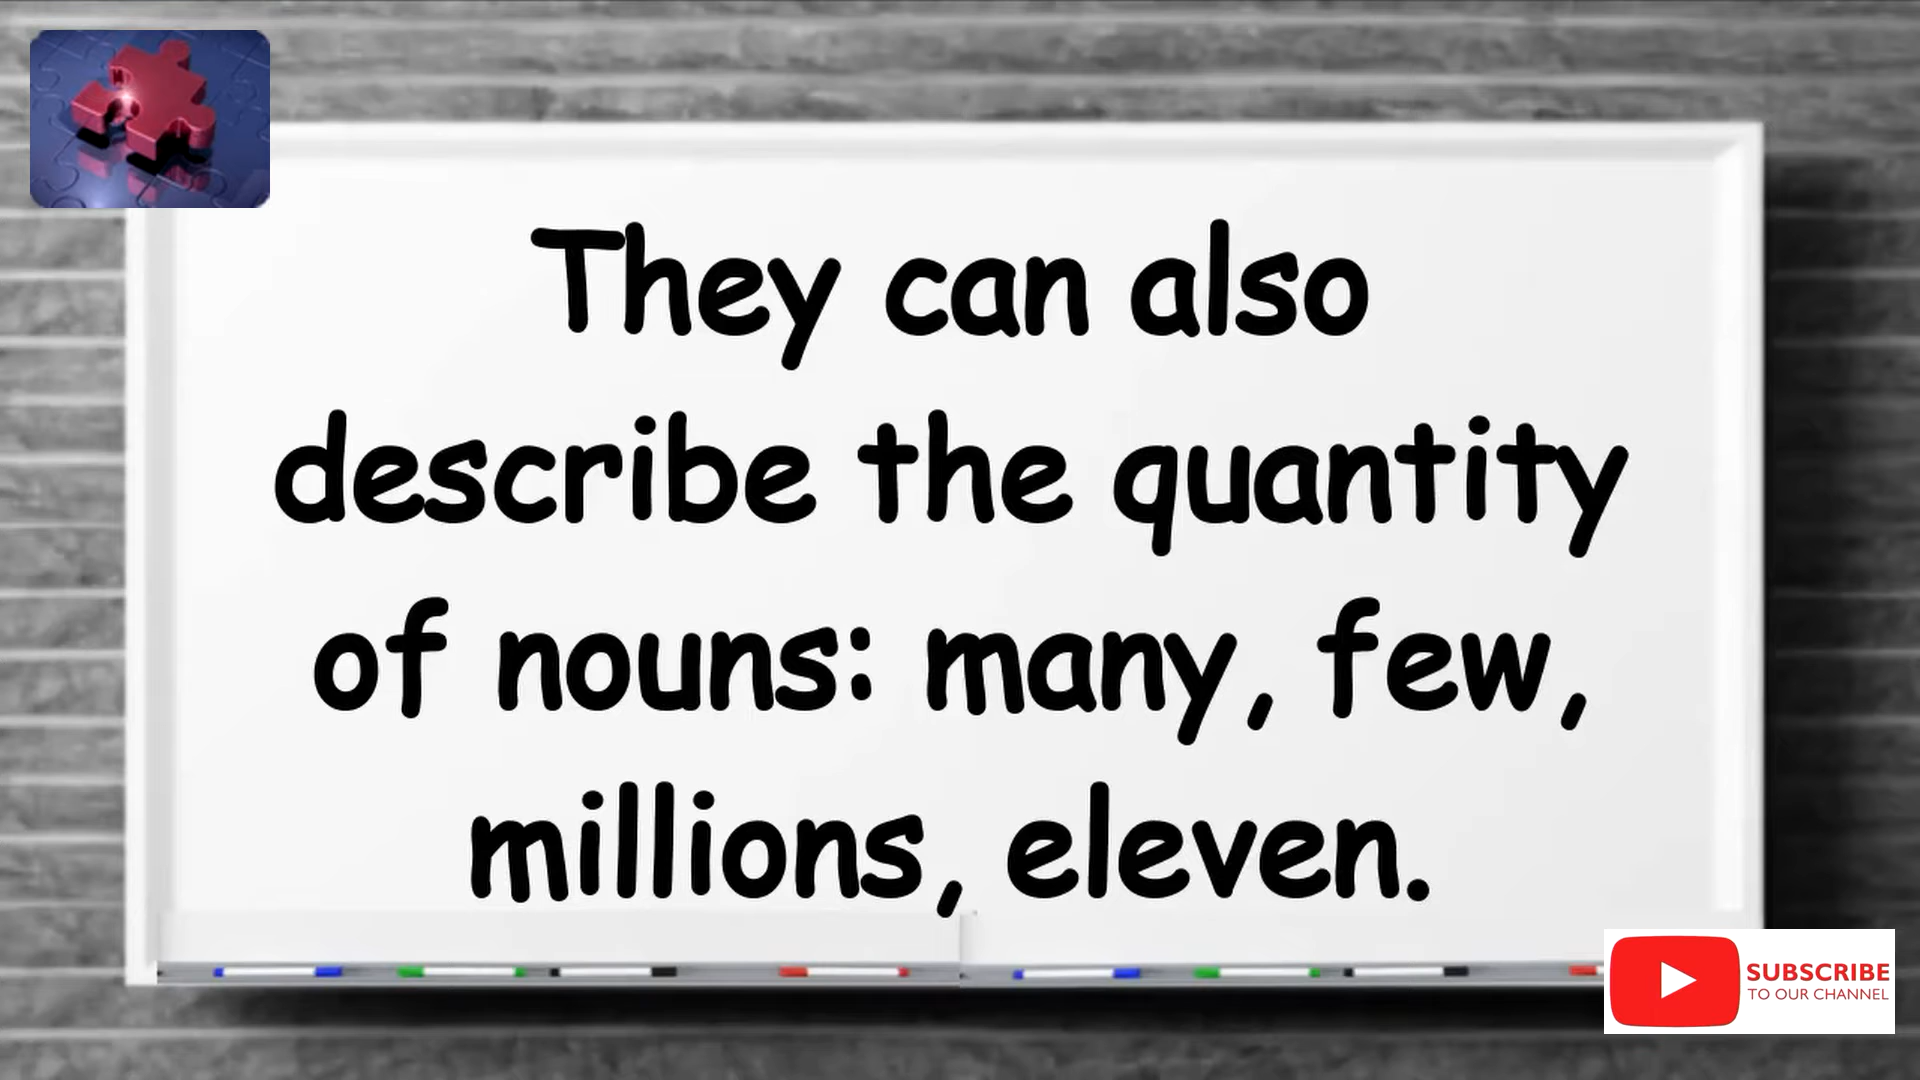 They can also
describe the quantity
of nouns: many, few,
millions, eleven.
SUBSCRIBE
TO OUR CHANNEL